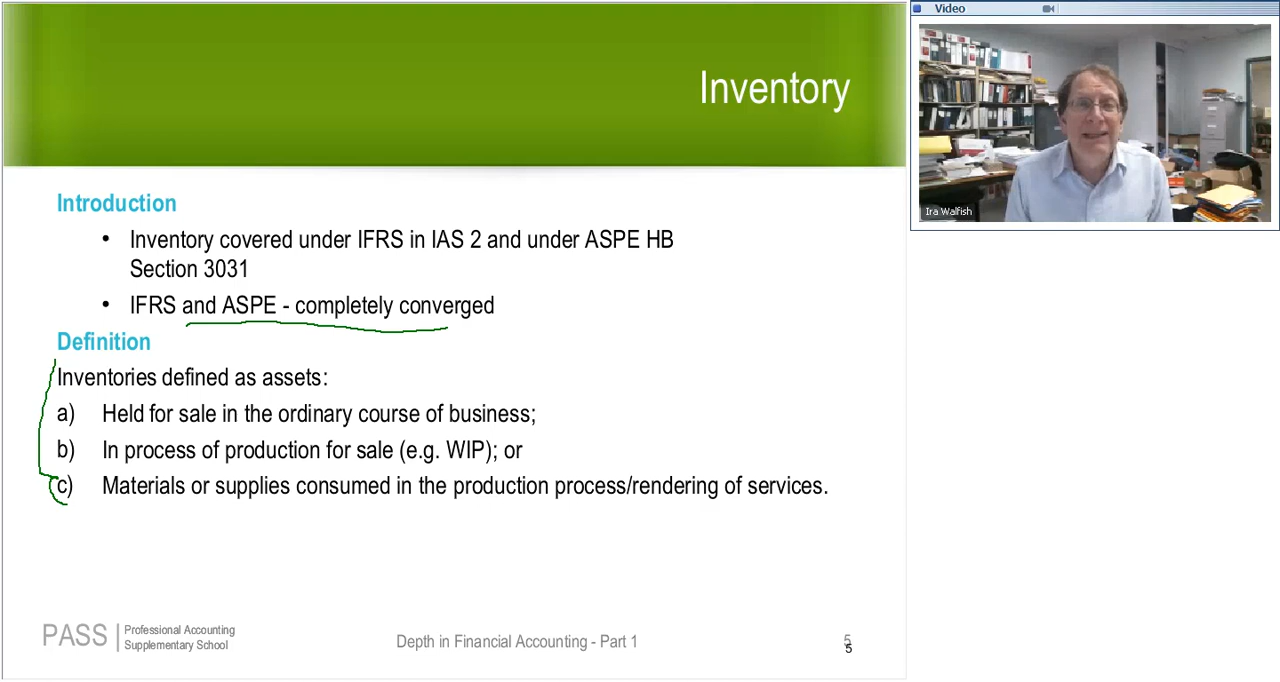 Inventory
Introduction
• Inventory covered under IFRS in IAS 2 and under ASPE HB
Section 3031
• IFRS and ASPE - completely converged
Definition
Inventories defined as assets:
a) Held for sale in the ordinary course of business;
b) In process of production for sale (e.g. WIP); or
c) Materials or supplies consumed in the production process/rendering of services.
PASS | Professional Accounting
Supplementary School
Depth in Financial Accounting - Part 1
5
5
Video
Ira Walfish